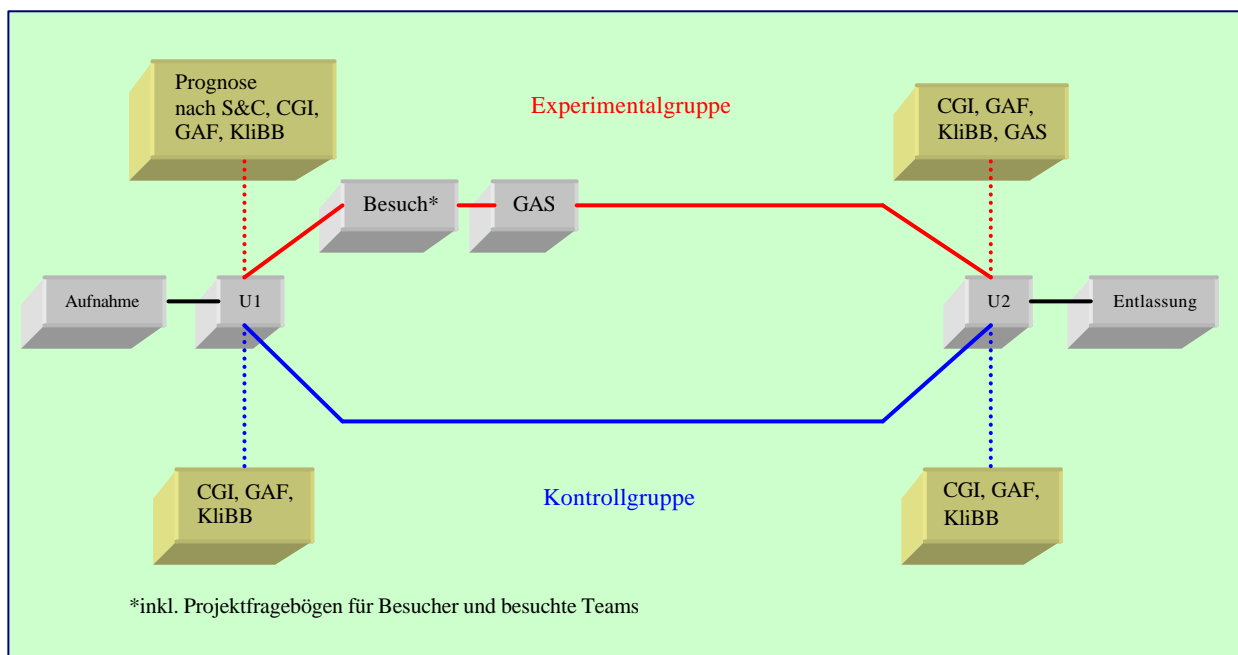 Prognose
nach S&C, CGI,
GAF, KliBB
Experimentalgruppe
CGI, GAF,
KliBB, GAS
Besuch*
GAS
Aufnahme
U1
U2
Entlassung
CGI, GAF,
KliBB
Kontrollgruppe
CGI, GAF,
KliBB
*inkl. Projektfragebögen für Besucher und besuchte Teams